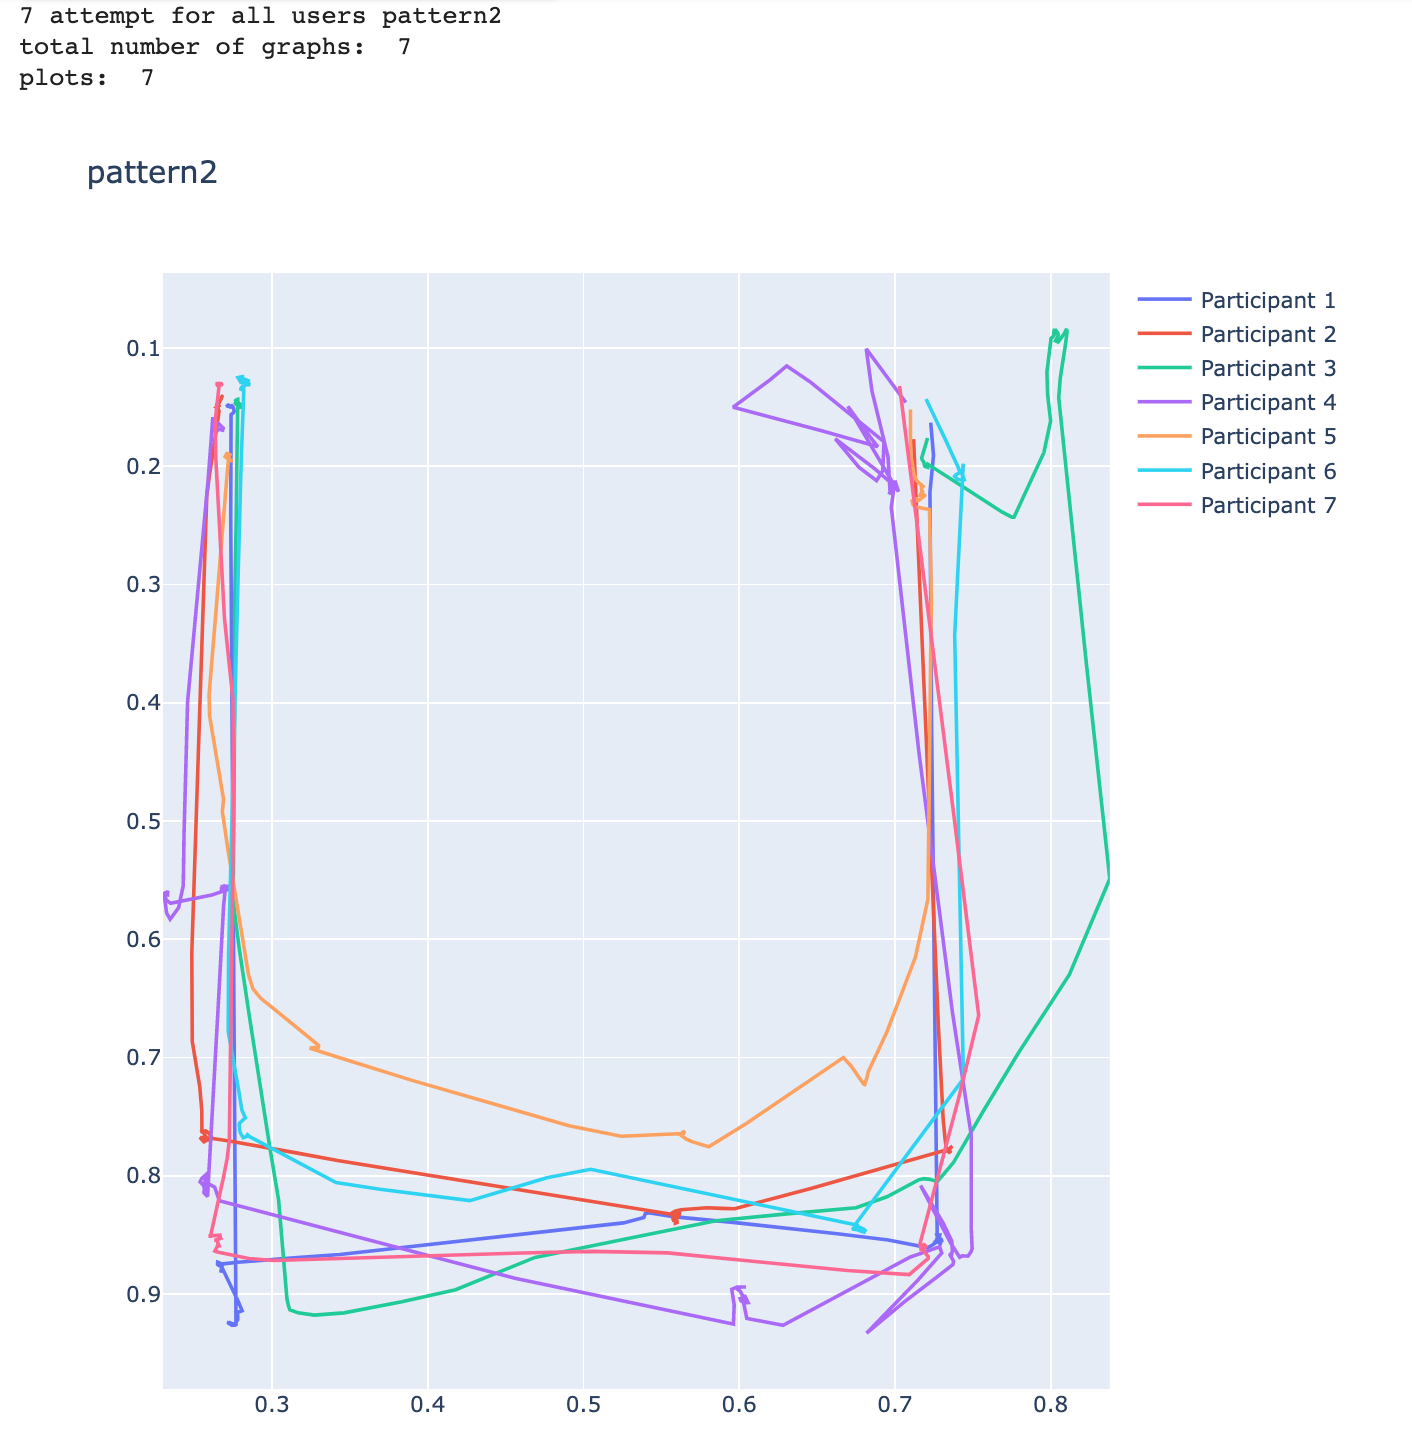 7 attempt for all users pattern2
total number of graphs:  7
plots:  7
pattern2
Participant 1
Participant 2
Participant 3
Participant 4
Participant 5
Participant 6
Participant 7
0.1
0.2
0.3
0.4
0.5
0.6
0.7
0.8
0.9
0.3 0.4 0.5 0.6 0.7 0.8